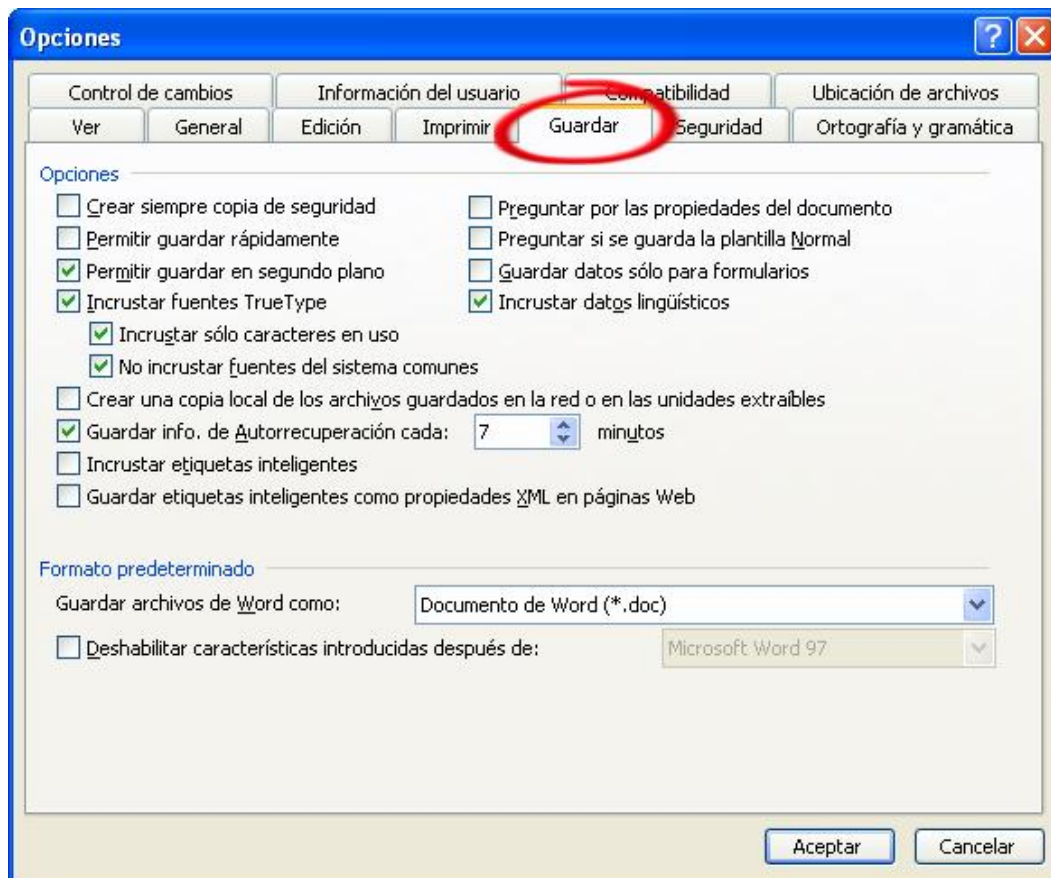 Opciones
Control de cambios Información del usuario Compatibilidad Ubicación de archivos
Ver General Edición Imprimir Guardar Seguridad Ortografía y gramática
Opciones
Crear siempre copia de seguridad Preguntar por las propiedades del documento
Permitir guardar rápidamente Preguntar si se guarda la plantilla Normal
Permitir guardar en segundo plano Guardar datos sólo para formularios
Incrustar fuentes TrueType Incrustar datos lingüísticos
Incrustar sólo caracteres en uso
No incrustar fuentes del sistema comunes
Crear una copia local de los archivos guardados en la red o en las unidades extraíbles
Guardar info. de Autorrecuperación cada: 7 minutos
Incrustar etiquetas inteligentes
Guardar etiquetas inteligentes como propiedades XML en páginas Web
Formato predeterminado
Guardar archivos de Word como: Documento de Word (*.doc)
Deshabilitar características introducidas después de: Microsoft Word 97
Aceptar Cancelar